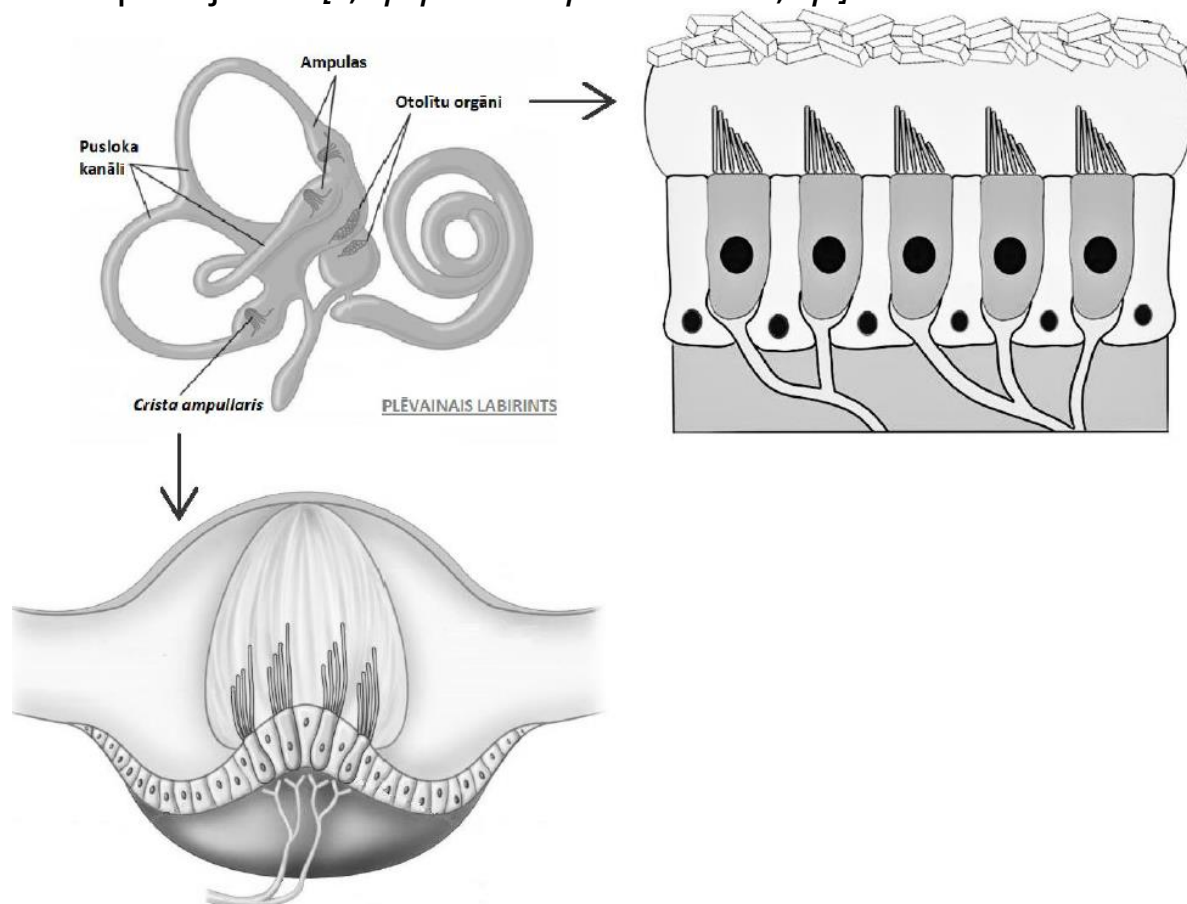 Ampulas
Otolītu orgāni
Pusloka
kanāli
Crista ampullaris
PLĒVAINAIS LABIRINTS